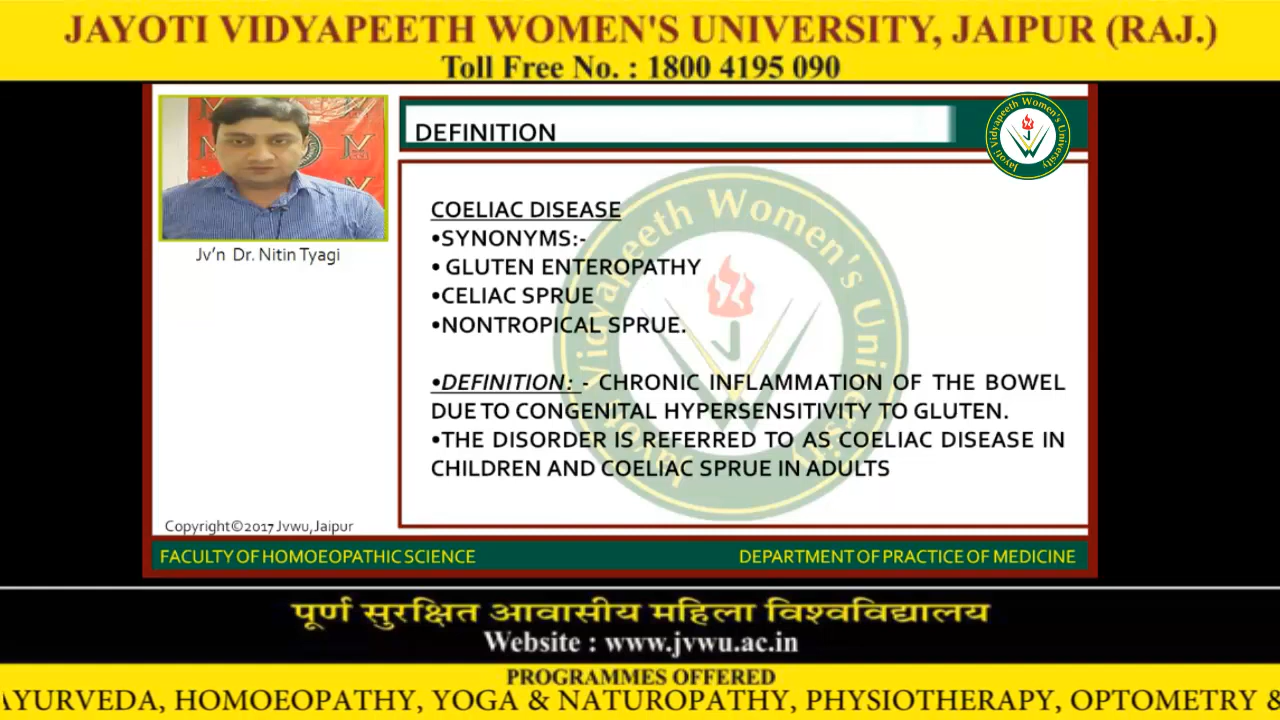 JAYOTI VIDYAPEETH WOMEN'S UNIVERSITY, JAIPUR (RAJ.)
Toll Free No. : 1800 4195 090
DEFINITION
Jayoti Vidyapeeth Women's University
Jv'n Dr. Nitin Tyagi
COELIAC DISEASE
•SYNONYMS:-
• GLUTEN ENTEROPATHY
•CELIAC SPRUE
•NONTROPICAL SPRUE.
•DEFINITION: - CHRONIC INFLAMMATION OF THE BOWEL
DUE TO CONGENITAL HYPERSENSITIVITY TO GLUTEN.
•THE DISORDER IS REFERRED TO AS COELIAC DISEASE IN
CHILDREN AND COELIAC SPRUE IN ADULTS
Copyright©2017 Jvwu,Jaipur
FACULTY OF HOMOEOPATHIC SCIENCE
DEPARTMENT OF PRACTICE OF MEDICINE
पूर्ण सुरक्षित आवासीय महिला विश्वविद्यालय
Website : www.jvwu.ac.in
PROGRAMMES OFFERED
AYURVEDA, HOMOEOPATHY, YOGA & NATUROPATHY, PHYSIOTHERAPY, OPTOMETRY &